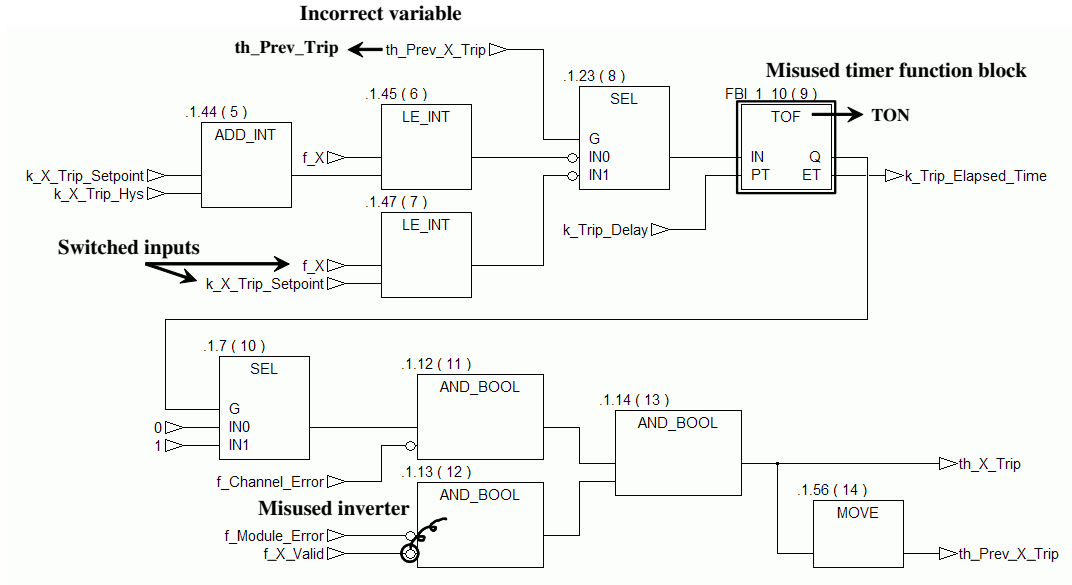 Incorrect variable
th_Prev_Trip th_Prev_X_Trip
.1.23 ( 8 )
SEL
G
IN0
IN1
Misused timer function block
FBI_1_10 ( 9 )
TOF TON
IN Q
PT ET k_Trip_Elapsed_Time
.1.45 ( 6 )
LE_INT
f_X
.1.44 ( 5 )
ADD_INT
k_X_Trip_Setpoint
k_X_Trip_Hys
.1.47 ( 7 )
LE_INT
k_Trip_Delay
Switched inputs
f_X
k_X_Trip_Setpoint
.1.7 ( 10 )
SEL
G
0 IN0
1 IN1
.1.12 ( 11 )
AND_BOOL
f_Channel_Error
.1.13 ( 12 )
AND_BOOL
Misused inverter
f_Module_Error
f_X_Valid
.1.14 ( 13 )
AND_BOOL
th_X_Trip
.1.56 ( 14 )
MOVE
th_Prev_X_Trip